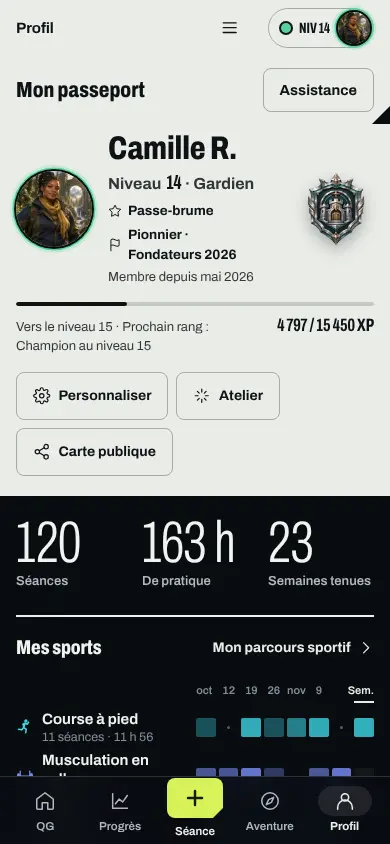 Profil
NIV 14
Mon passeport
Assistance
Camille R.
Niveau 14 · Gardien
Passe-brume
Pionnier ·
Fondateurs 2026
Membre depuis mai 2026
Vers le niveau 15 · Prochain rang :
Champion au niveau 15
4 797 / 15 450 XP
Personnaliser
Atelier
Carte publique
120
163 h
23
Séances
De pratique
Semaines tenues
Mes sports
Mon parcours sportif
oct 12 19 26 nov 9 Sem.
Course à pied
11 séances · 11 h 56
Musculation en
QG
Progrès
Séance
Aventure
Profil